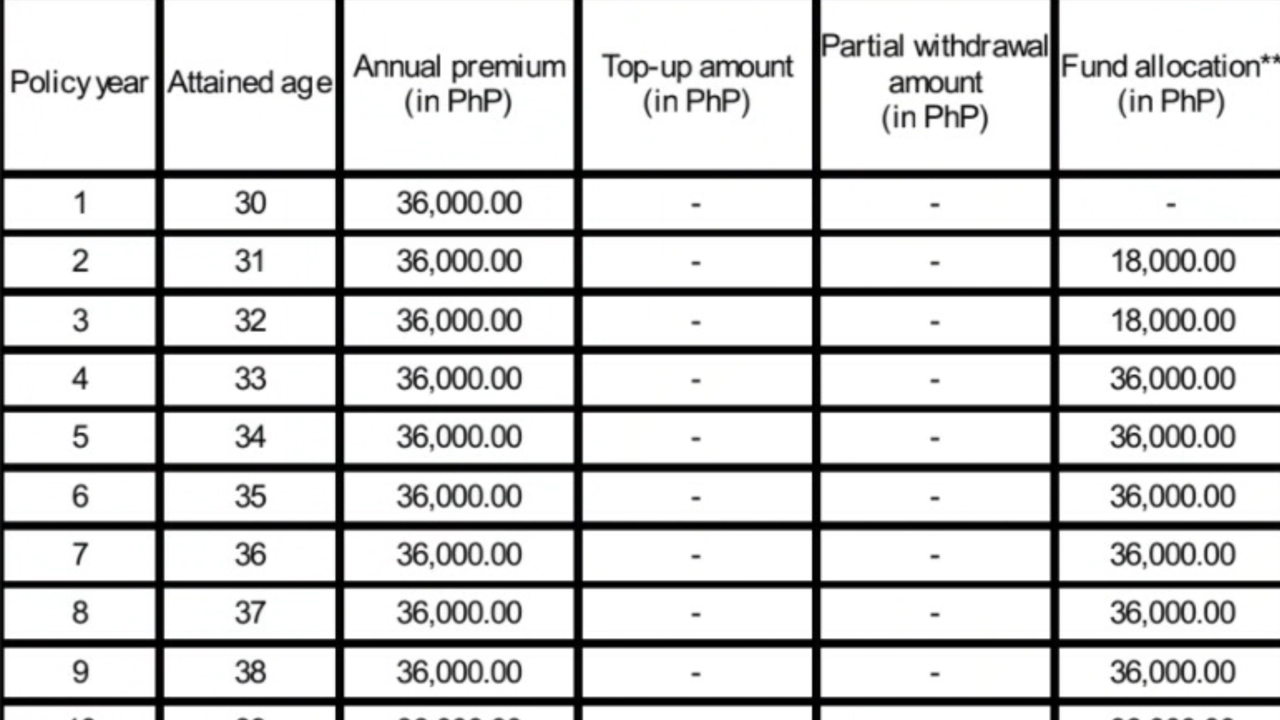 Policy year Attained age Annual premium (in PhP) Top-up amount (in PhP) Partial withdrawal amount (in PhP) Fund allocation** (in PhP)
1 30 36,000.00 - - -
2 31 36,000.00 - - 18,000.00
3 32 36,000.00 - - 18,000.00
4 33 36,000.00 - - 36,000.00
5 34 36,000.00 - - 36,000.00
6 35 36,000.00 - - 36,000.00
7 36 36,000.00 - - 36,000.00
8 37 36,000.00 - - 36,000.00
9 38 36,000.00 - - 36,000.00